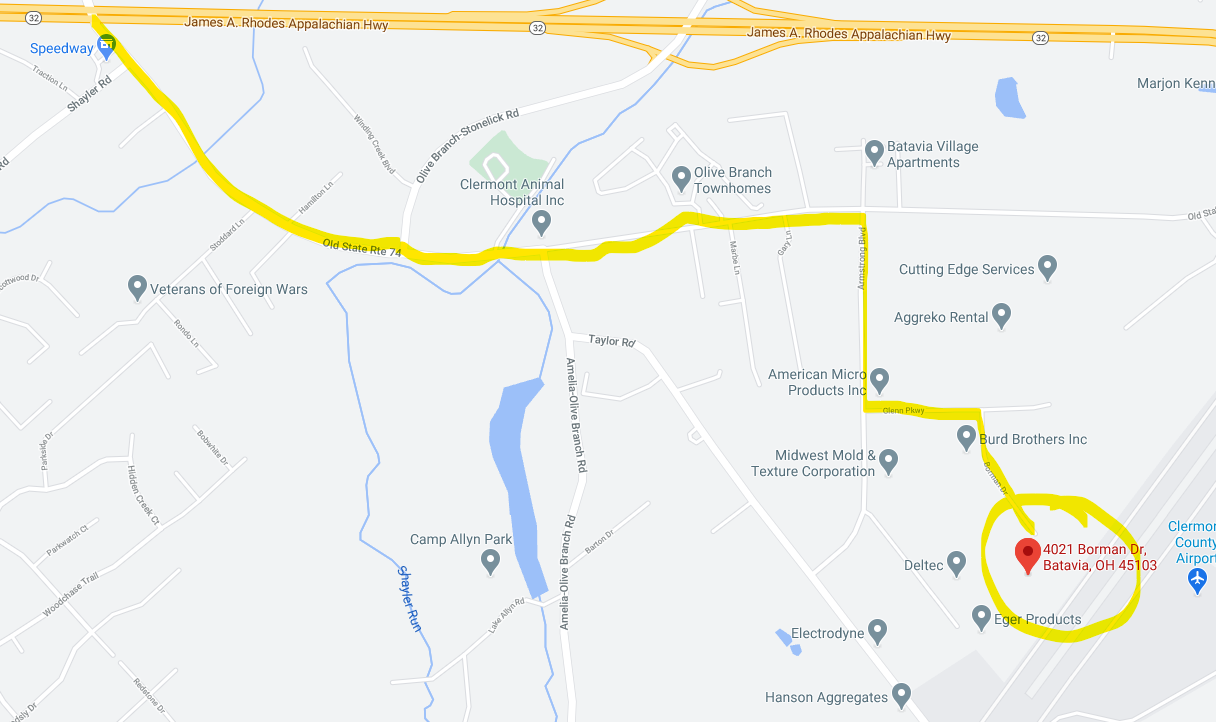 32
James A. Rhodes Appalachian Hwy
32
James A. Rhodes Appalachian Hwy
32
Speedway
Traction Ln
Shayler Rd
Rd
Marjon Kenn
Winding Creek Blvd
Olive Branch-Stonelick Rd
Clermont Animal
Hospital Inc
Olive Branch
Townhomes
Batavia Village
Apartments
Hamilton Ln
Stoddard Ln
Old State Rte 74
Old Sta
Marbe Ln
Gary Ln
Armstrong Blvd
Cutting Edge Services
Veterans of Foreign Wars
Aggreko Rental
Rondo Ln
Taylor Rd
American Micro
Products Inc
Glenn Pkwy
Amelia-Olive Branch Rd
Burd Brothers Inc
Parkside Dr
Bobwhite Dr
Hidden Creek Ct
Midwest Mold &
Texture Corporation
Borman Dr
Parkwatch Ct
Camp Allyn Park
Barton Dr
4021 Borman Dr,
Batavia, OH 45103
Clermo
County
Airport
Deltec
Woodchase Trail
Shayler Run
Lake Allyn Rd
Amelia-Olive Branch Rd
Eger Products
Electrodyne
Redstone Dr
Hanson Aggregates